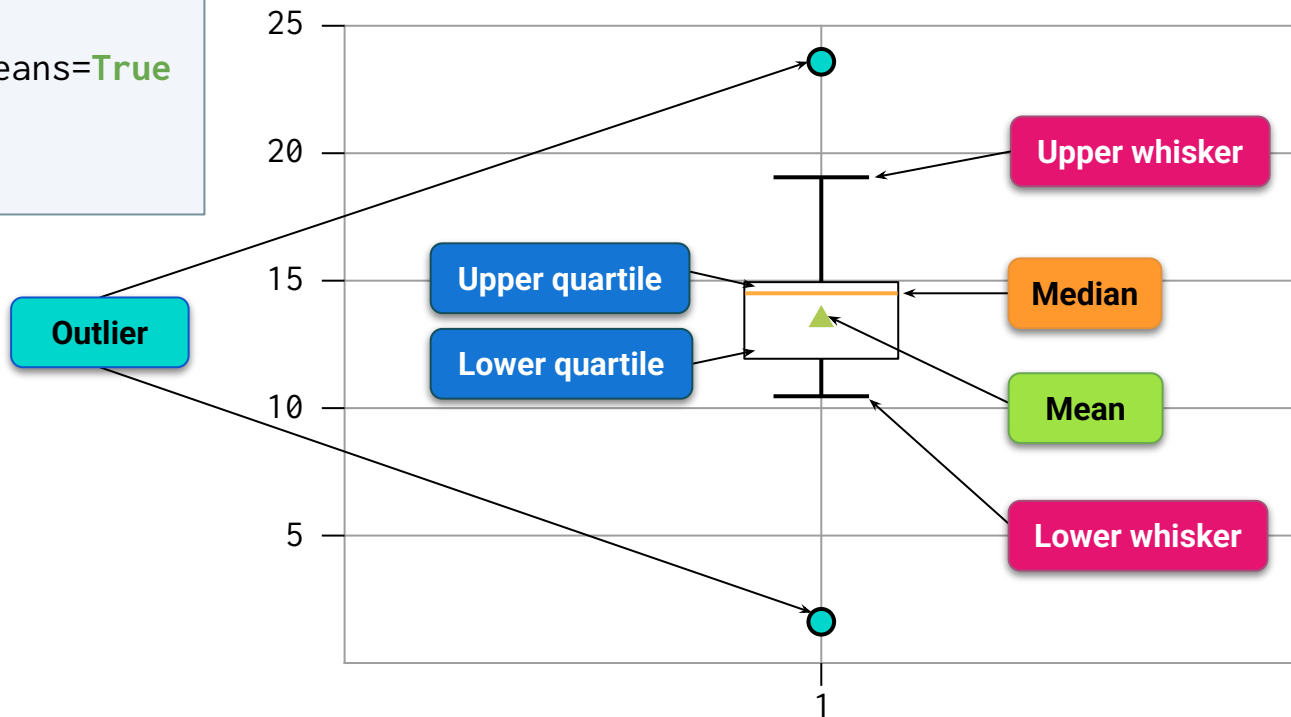 eans=True
25
20
15
10
5
1
Outlier
Upper quartile
Lower quartile
Upper whisker
Median
Mean
Lower whisker